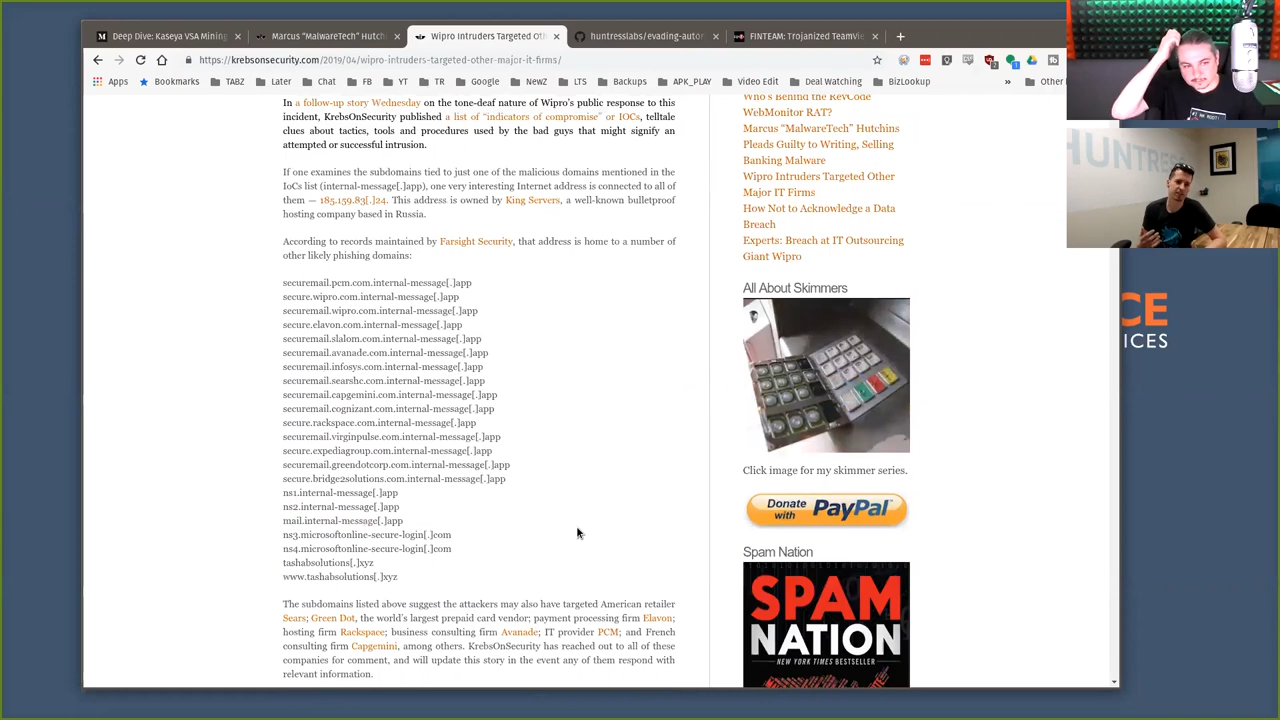 Deep Dive: Kaseya VSA Mining
Marcus "MalwareTech" Hutch
Wipro Intruders Targeted Oth
huntresslabs/evading-autor
FINTEAM: Trojanized TeamVie
https://krebsonsecurity.com/2019/04/wipro-intruders-targeted-other-major-it-firms/
Apps
Bookmarks
TABZ
Layouts
FB
YT
TR
Google
NewZ
LTS
Backups
APK_PLAY
Video Edit
Deal Watching
BizLookup
»
Other
In a follow-up story Wednesday on the tone-deaf nature of Wipro's public response to this
incident, KrebsOnSecurity published a list of "indicators of compromise" or IOCs, telltale
clues about tactics, tools and procedures used by the bad guys that might signify an
attempted or successful intrusion.
If one examines the subdomains tied to just one of the malicious domains mentioned in the
IoCs list (internal-message[.]app), one very interesting Internet address is connected to all of
them — 185.159.83[.]24. This address is owned by King Servers, a well-known bulletproof
hosting company based in Russia.
According to records maintained by Farsight Security, that address is home to a number of
other likely phishing domains:
securemail.pcm.com.internal-message[.]app
secure.wipro.com.internal-message[.]app
securemail.wipro.com.internal-message[.]app
secure.elavon.com.internal-message[.]app
securemail.slalom.com.internal-message[.]app
securemail.avanade.com.internal-message[.]app
securemail.infosys.com.internal-message[.]app
securemail.searshc.com.internal-message[.]app
securemail.capgemini.com.internal-message[.]app
securemail.cognizant.com.internal-message[.]app
secure.rackspace.com.internal-message[.]app
securemail.virginpulse.com.internal-message[.]app
secure.expediagroup.com.internal-message[.]app
securemail.greendotcorp.com.internal-message[.]app
secure.bridge2solutions.com.internal-message[.]app
ns1.internal-message[.]app
ns2.internal-message[.]app
mail.internal-message[.]app
ns3.microsoftonline-secure-login[.]com
ns4.microsoftonline-secure-login[.]com
tashabsolutions[.]xyz
www.tashabsolutions[.]xyz
The subdomains listed above suggest the attackers may also have targeted American retailer
Sears; Green Dot, the world's largest prepaid card vendor; payment processing firm Elavon;
hosting firm Rackspace; business consulting firm Avanade; IT provider PCM; and French
consulting firm Capgemini, among others. KrebsOnSecurity has reached out to all of these
companies for comment, and will update this story in the event any of them respond with
relevant information.
Who's Behind the RevCode
WebMonitor RAT?
Marcus "MalwareTech" Hutchins
Pleads Guilty to Writing, Selling
Banking Malware
Wipro Intruders Targeted Other
Major IT Firms
How Not to Acknowledge a Data
Breach
Experts: Breach at IT Outsourcing
Giant Wipro
All About Skimmers
Click image for my skimmer series.
Donate
with PayPal
Spam Nation
SPAM
NATION
NEW YORK TIMES BESTSELLER
HUNTRESS
CE
ICES